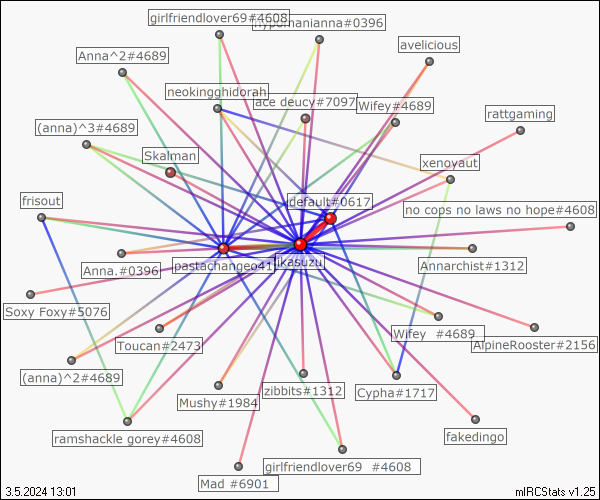 girlfriendlover69#4608
hypomanianna#0396
avelicious
Anna^2#4689
neokingghidorah
ace deucy#7097
Wifey#4689
rattgaming
(anna)^3#4689
Skalman
xenoyaut
default#0617
frisout
no cops no laws no hope#4608
pastachangeo41
ikasuzu
Anna.#0396
Annarchist#1312
Soxy Foxy#5076
Toucan#2473
Wifey #4689
AlpineRooster#2156
(anna)^2#4689
Mushy#1984
zibbits#1312
Cypha#1717
ramshackle gorey#4608
fakedingo
girlfriendlover69 #4608
Mad #6901
3.5.2024 13:01
mIRCStats v1.25